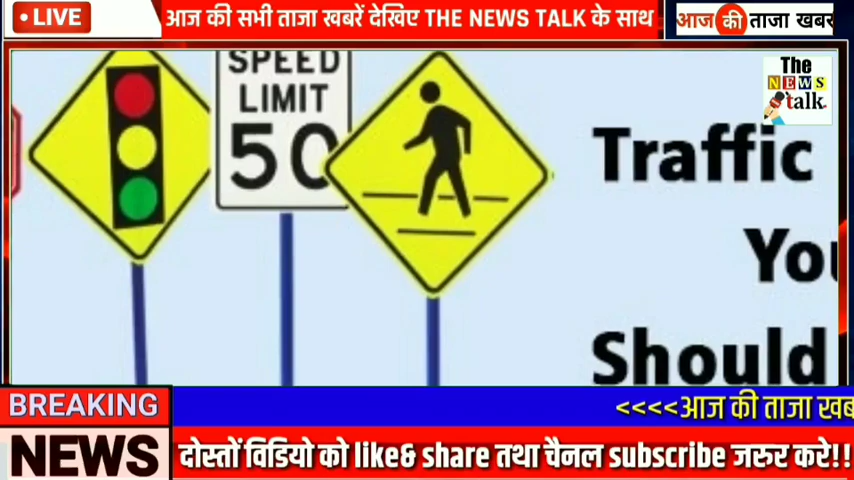 LIVE
आज की सभी ताजा खबरें देखिए THE NEWS TALK के साथ
आज की ताजा खबर
The
NEWS
talk
SPEED
LIMIT
50
Traffic
You
Should
BREAKING
NEWS
<<<<आज की ताजा खब
दोस्तों विडियो को like& share तथा चैनल subscribe जरुर करे!!